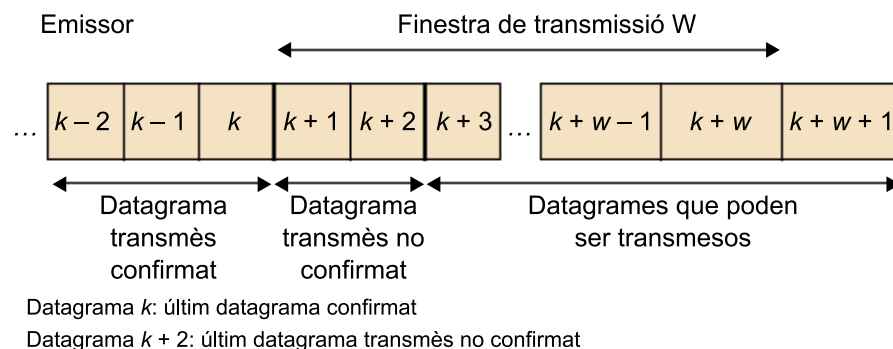 Emissor
Finestra de transmissió W
... k – 2 k – 1 k k + 1 k + 2 k + 3 ... k + w – 1 k + w k + w + 1
Datagrama
transmès
confirmat
Datagrama
transmès no
confirmat
Datagrames que poden
ser transmesos
Datagrama k: últim datagrama confirmat
Datagrama k + 2: últim datagrama transmès no confirmat